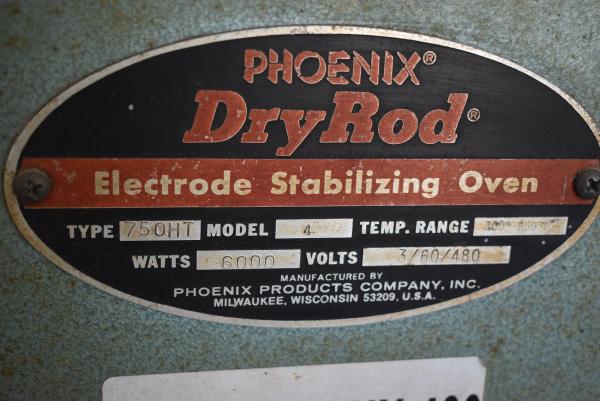 PHOENIX®
DryRod®
Electrode Stabilizing Oven
TYPE 750HT MODEL 4 TEMP. RANGE
WATTS 6000 VOLTS 3/60/480
MANUFACTURED BY
PHOENIX PRODUCTS COMPANY, INC.
MILWAUKEE, WISCONSIN 53209, U.S.A.